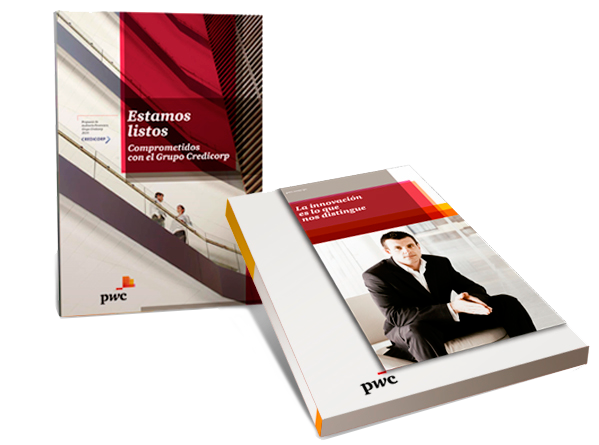 Estamos
listos
Comprometidos
con el Grupo Credicorp
CREDICORP
pwc
La innovación
es lo que
nos distingue
pwc